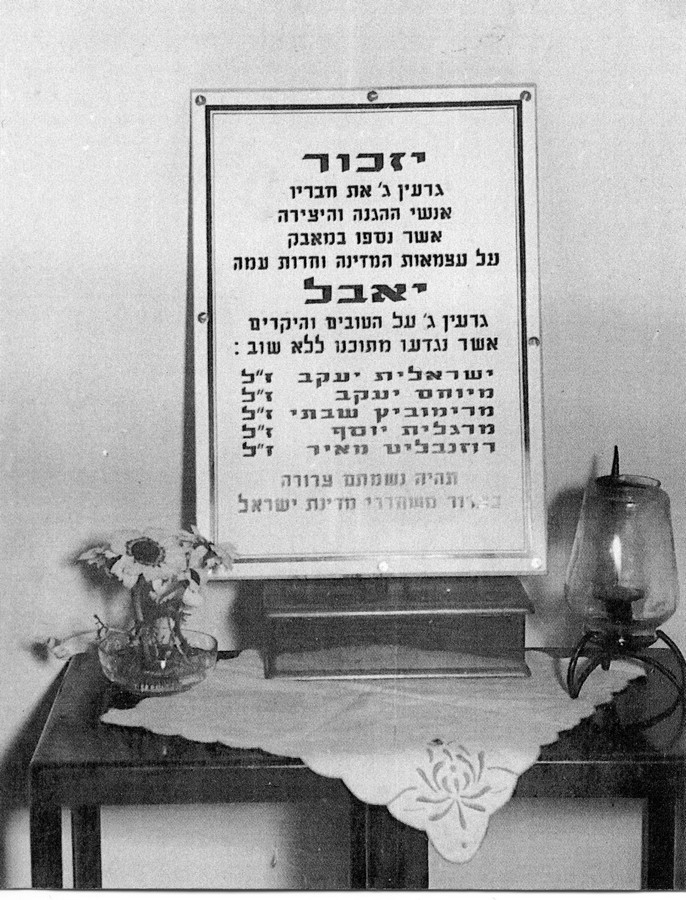 יזכור
גרעין ג' את חבריו
אנשי ההגנה והיצירה
אשר נספו במאבק
על עצמאות המדינה וחרות עמה
יאבל
גרעין ג' על הטובים והיקרים
אשר נגדעו מתוכנו ללא שוב :
ישראלית יעקב ז"ל
מיוחס יעקב ז"ל
מרימוביץ שבתי ז"ל
מרגלית יוסף ז"ל
רוזנבליט מאיר ז"ל
תהיה נשמתם צרורה
בצרור משחררי מדינת ישראל